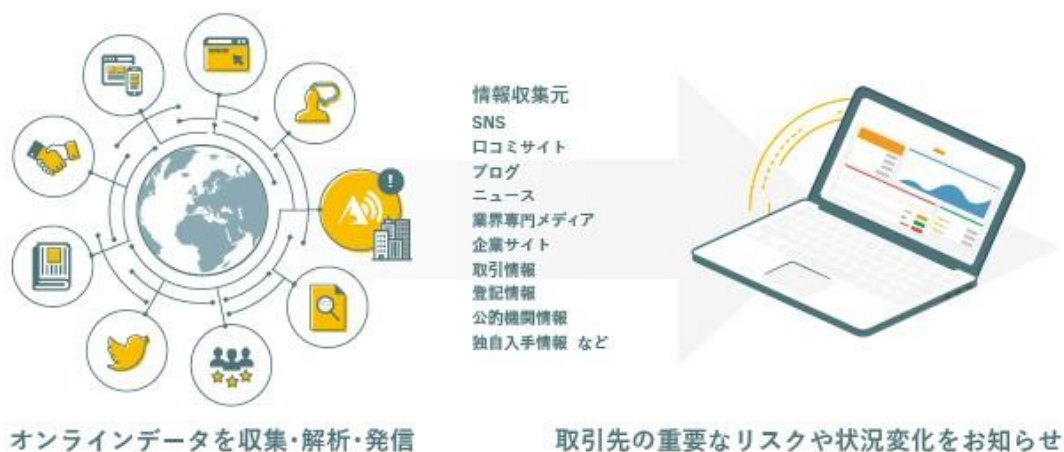 情報収集元
SNS
口コミサイト
ブログ
ニュース
業界専門メディア
企業サイト
取引情報
登記情報
公的機関情報
独自入手情報 など
オンラインデータを収集・解析・発信
取引先の重要なリスクや状況変化をお知らせ